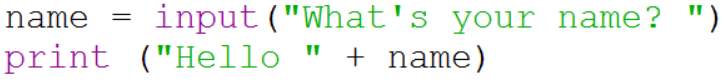 name = input("What's your name? ")
print ("Hello " + name)